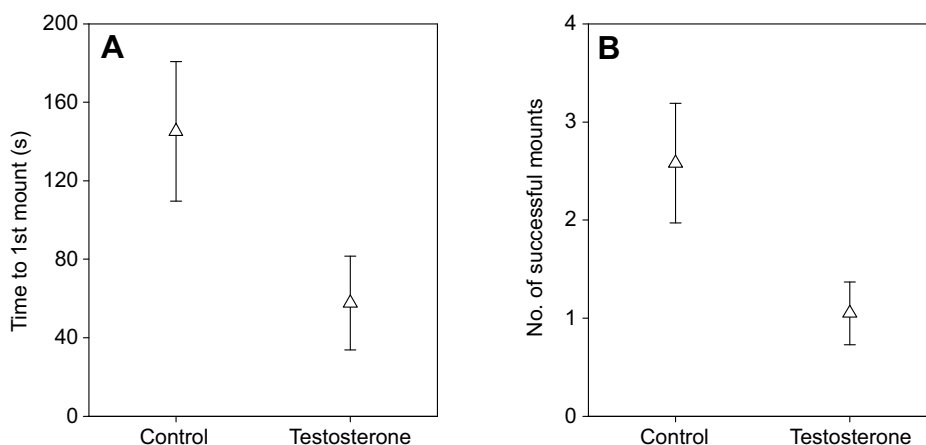 A
Time to 1st mount (s)
200
160
120
80
40
0
Control Testosterone
B
No. of successful mounts
4
3
2
1
0
Control Testosterone